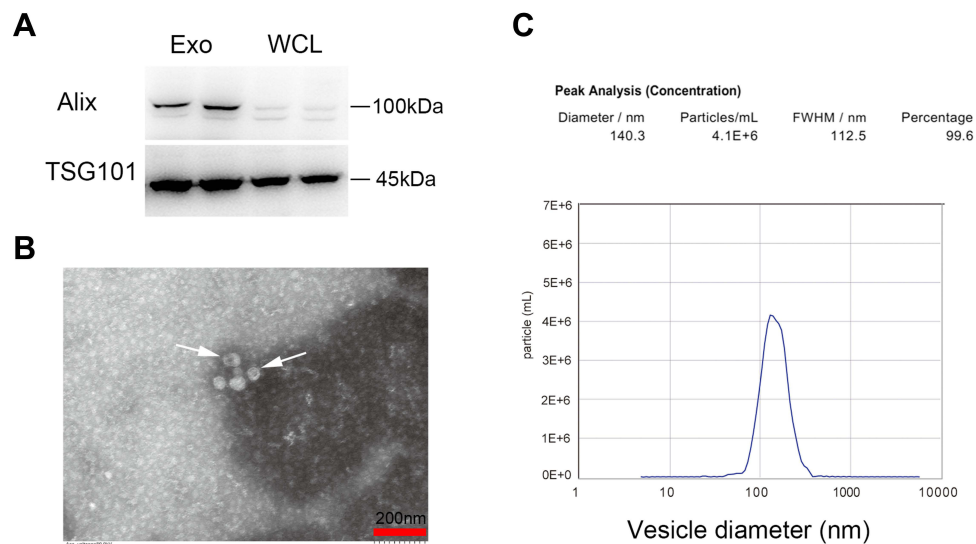 A
Exo WCL
Alix
100kDa
TSG101
45kDa
B
200nm
C
Peak Analysis (Concentration)
Diameter / nm Particles/mL FWHM / nm Percentage
140.3 4.1E+6 112.5 99.6
7E+6
6E+6
5E+6
4E+6
3E+6
2E+6
1E+6
0E+0
particle (mL)
1 10 100 1000 10000
Vesicle diameter (nm)